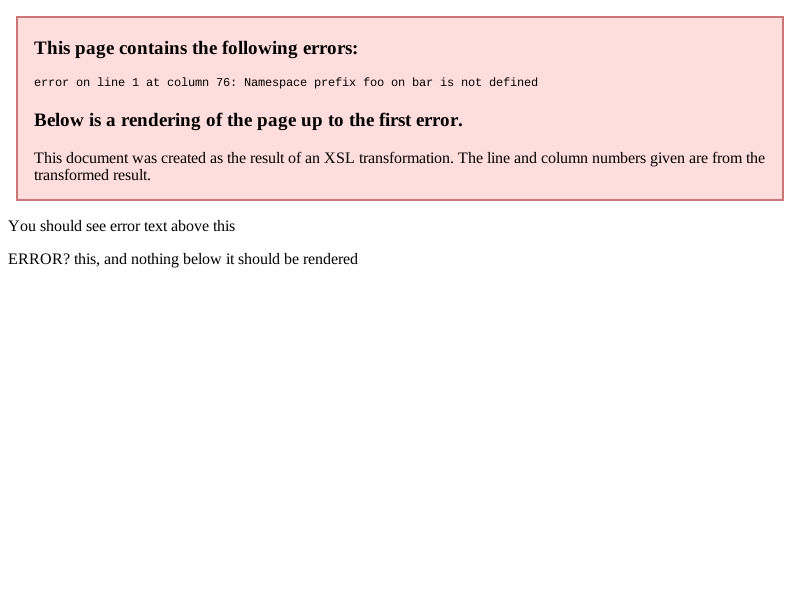 This page contains the following errors:
error on line 1 at column 76: Namespace prefix foo on bar is not defined
Below is a rendering of the page up to the first error.
This document was created as the result of an XSL transformation. The line and column numbers given are from the
transformed result.
You should see error text above this
ERROR? this, and nothing below it should be rendered